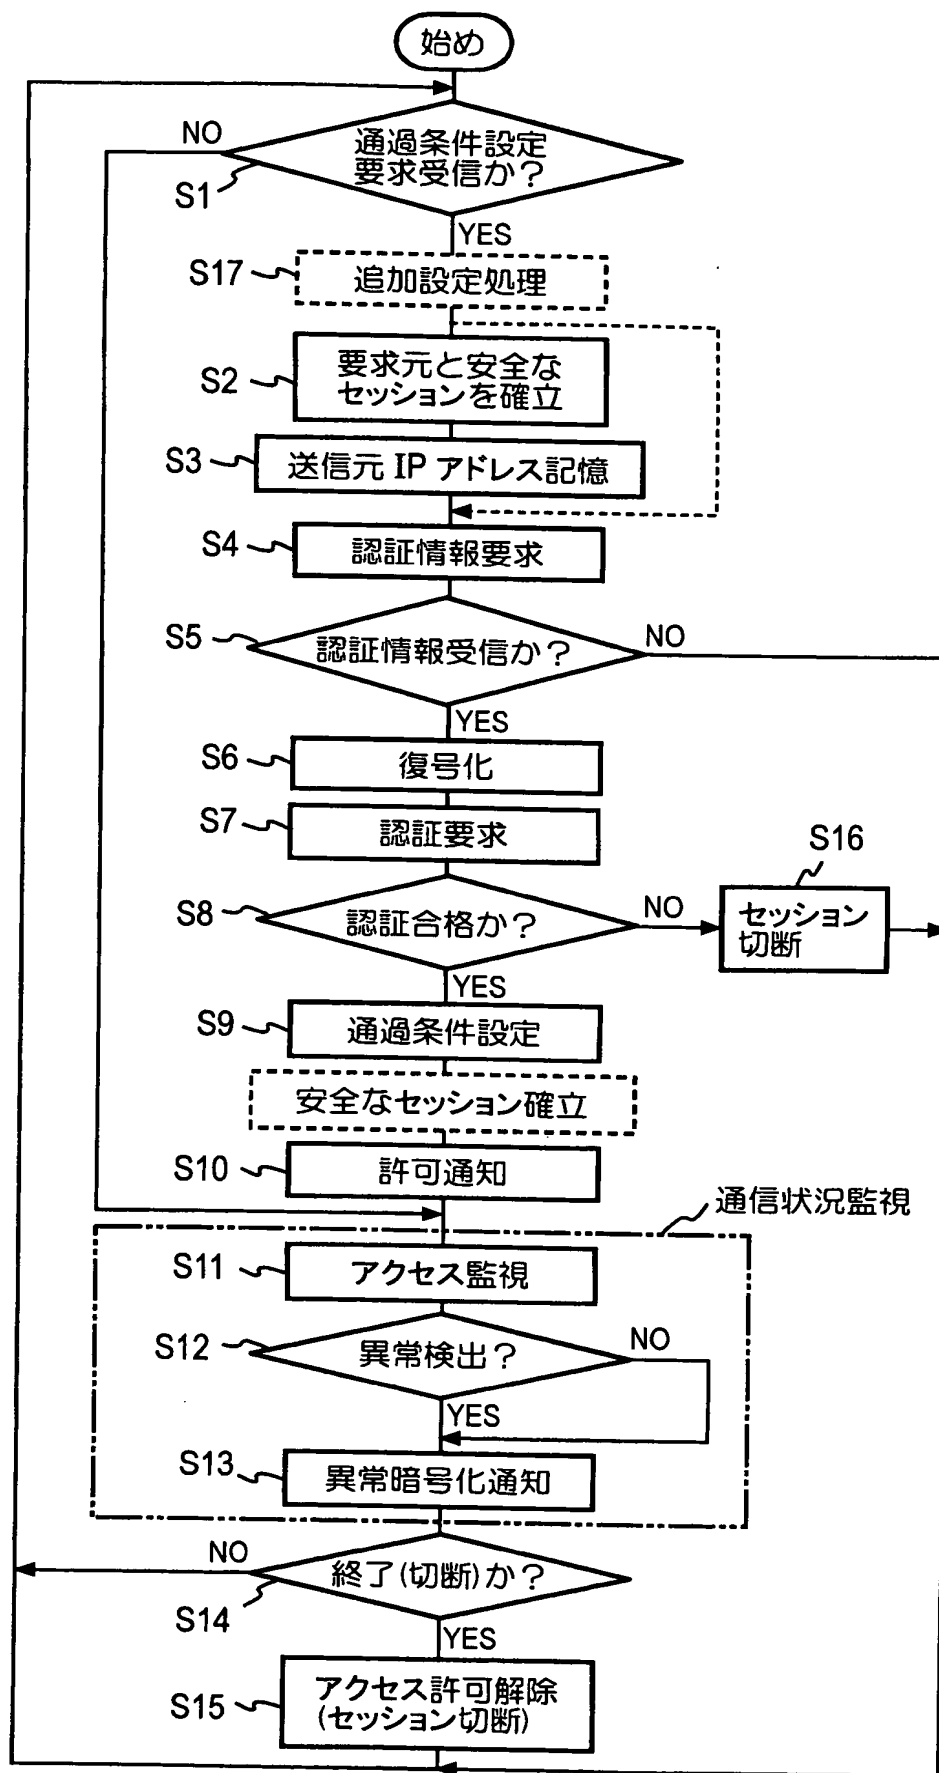 始め
NO
通過条件設定
要求受信か?
S1
YES
S17
追加設定処理
S2
要求元と安全な
セッションを確立
S3
送信元 IP アドレス記憶
S4
認証情報要求
S5
認証情報受信か?
NO
YES
S6
復号化
S7
認証要求
S16
S8
認証合格か?
NO
セッション
切断
YES
S9
通過条件設定
安全なセッション確立
S10
許可通知
通信状況監視
S11
アクセス監視
S12
異常検出?
NO
YES
S13
異常暗号化通知
NO
終了(切断)か?
S14
YES
S15
アクセス許可解除
(セッション切断)